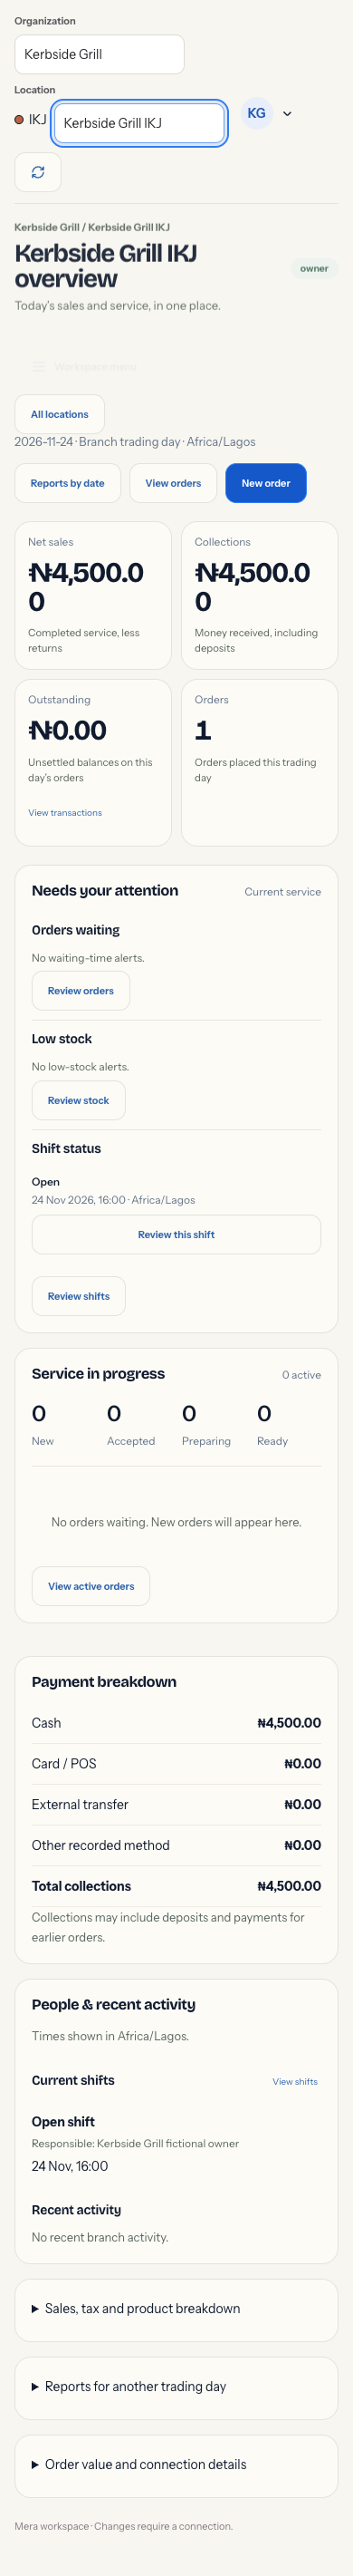 Organization
Kerbside Grill
Location
IKJ
Kerbside Grill IKJ
KG
Kerbside Grill / Kerbside Grill IKJ
Kerbside Grill IKJ
overview
owner
Today's sales and service, in one place.
All locations
2026-11-24 · Branch trading day · Africa/Lagos
Reports by date
View orders
New order
Net sales
₦4,500.0
0
Completed service, less
returns
Collections
₦4,500.0
0
Money received, including
deposits
Outstanding
₦0.00
Unsettled balances on this
day's orders
View transactions
Orders
1
Orders placed this trading
day
Needs your attention
Current service
Orders waiting
No waiting-time alerts.
Review orders
Low stock
No low-stock alerts.
Review stock
Shift status
Open
24 Nov 2026, 16:00 · Africa/Lagos
Review this shift
Review shifts
Service in progress
0 active
0 0 0 0
New Accepted Preparing Ready
No orders waiting. New orders will appear here.
View active orders
Payment breakdown
Cash ₦4,500.00
Card / POS ₦0.00
External transfer ₦0.00
Other recorded method ₦0.00
Total collections ₦4,500.00
Collections may include deposits and payments for
earlier orders.
People & recent activity
Times shown in Africa/Lagos.
Current shifts
View shifts
Open shift
Responsible: Kerbside Grill fictional owner
24 Nov, 16:00
Recent activity
No recent branch activity.
Sales, tax and product breakdown
Reports for another trading day
Order value and connection details
Mera workspace · Changes require a connection.